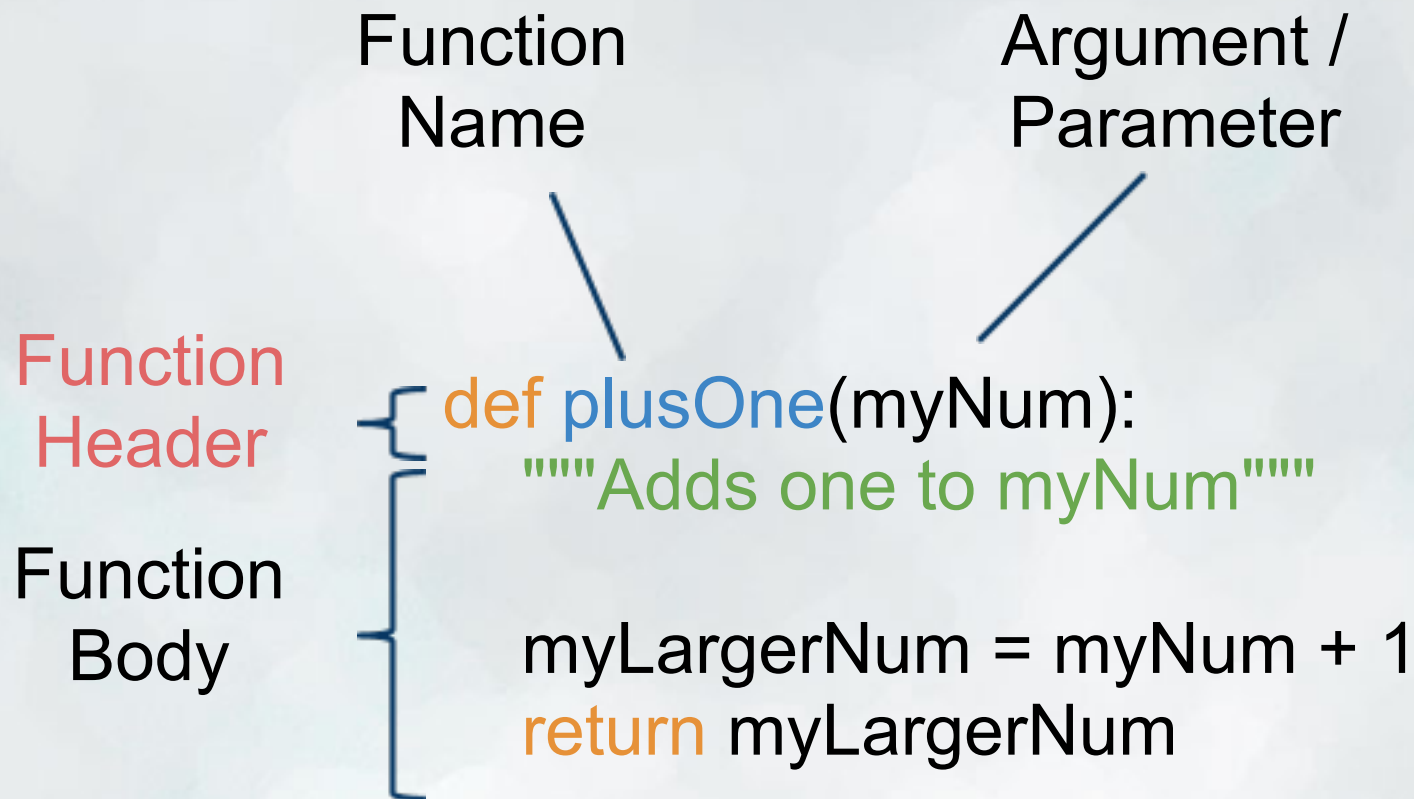 Function
Name
Argument /
Parameter
Function
Header
def plusOne(myNum):
"""Adds one to myNum"""
Function
Body
myLargerNum = myNum + 1
return myLargerNum